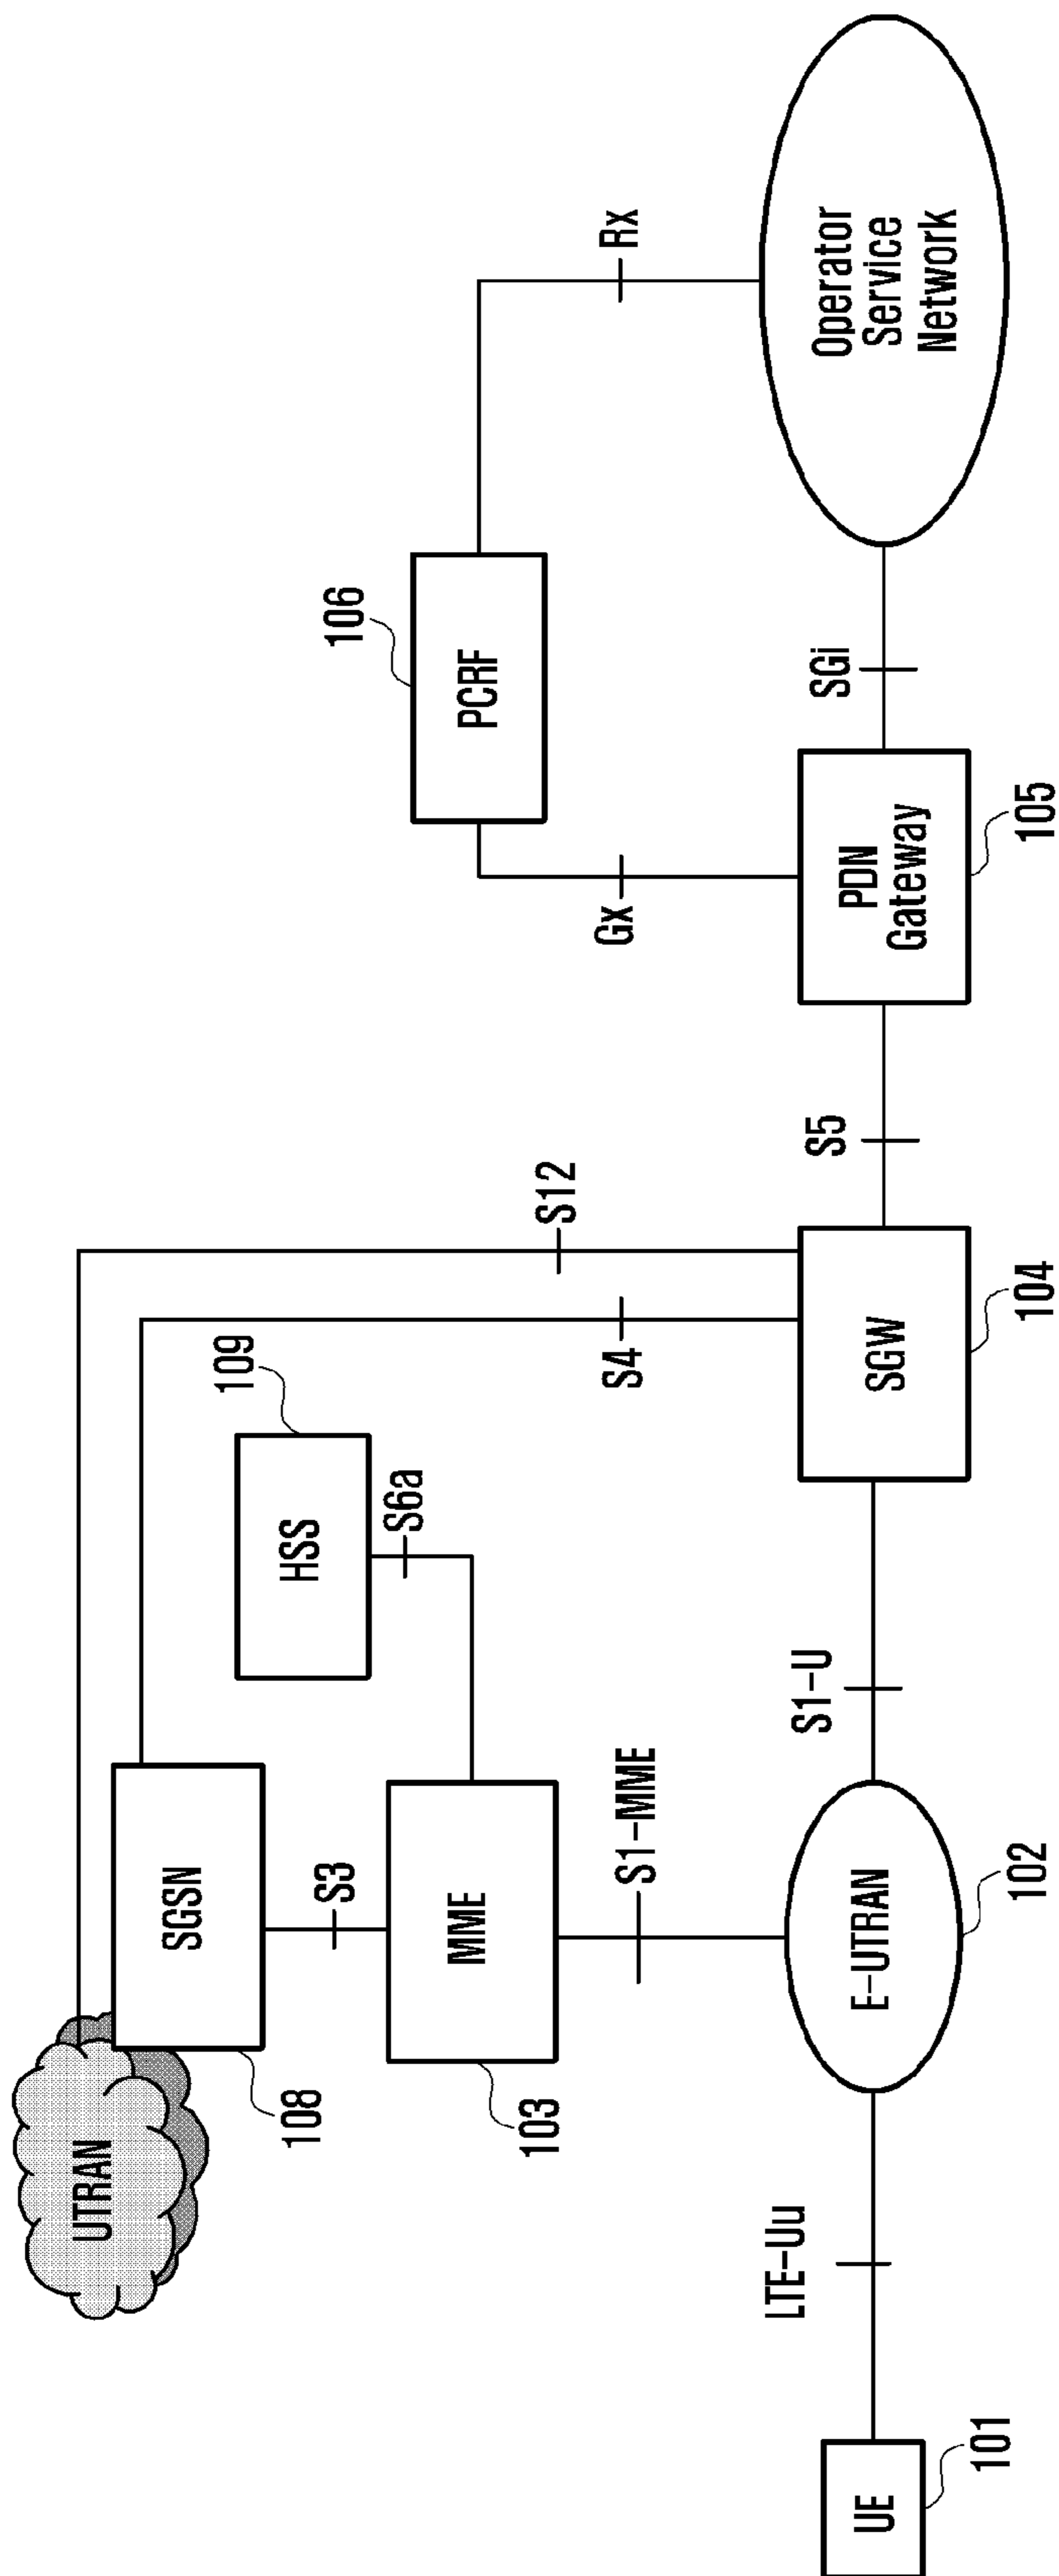 UTRAN
SGSN
108
S3
HSS
109
S6a
MME
103
S4
S12
PCRF
106
Gx
Rx
S1-MME
LTE-Uu
S1-U
S5
SGi
UE
101
E-UTRAN
102
SGW
104
PDN
Gateway
105
Operator
Service
Network